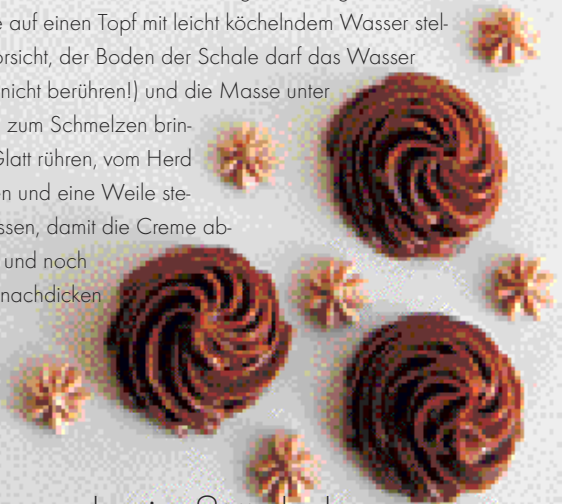 auf einen Topf mit leicht köchelndem Wasser stel-
der Boden der Schale darf das Wasser
nicht berühren!) und die Masse unter
zum Schmelzen brin-
Glatt rühren, vom Herd
und eine Weile ste-
damit die Creme ab-
und noch
nachdicken